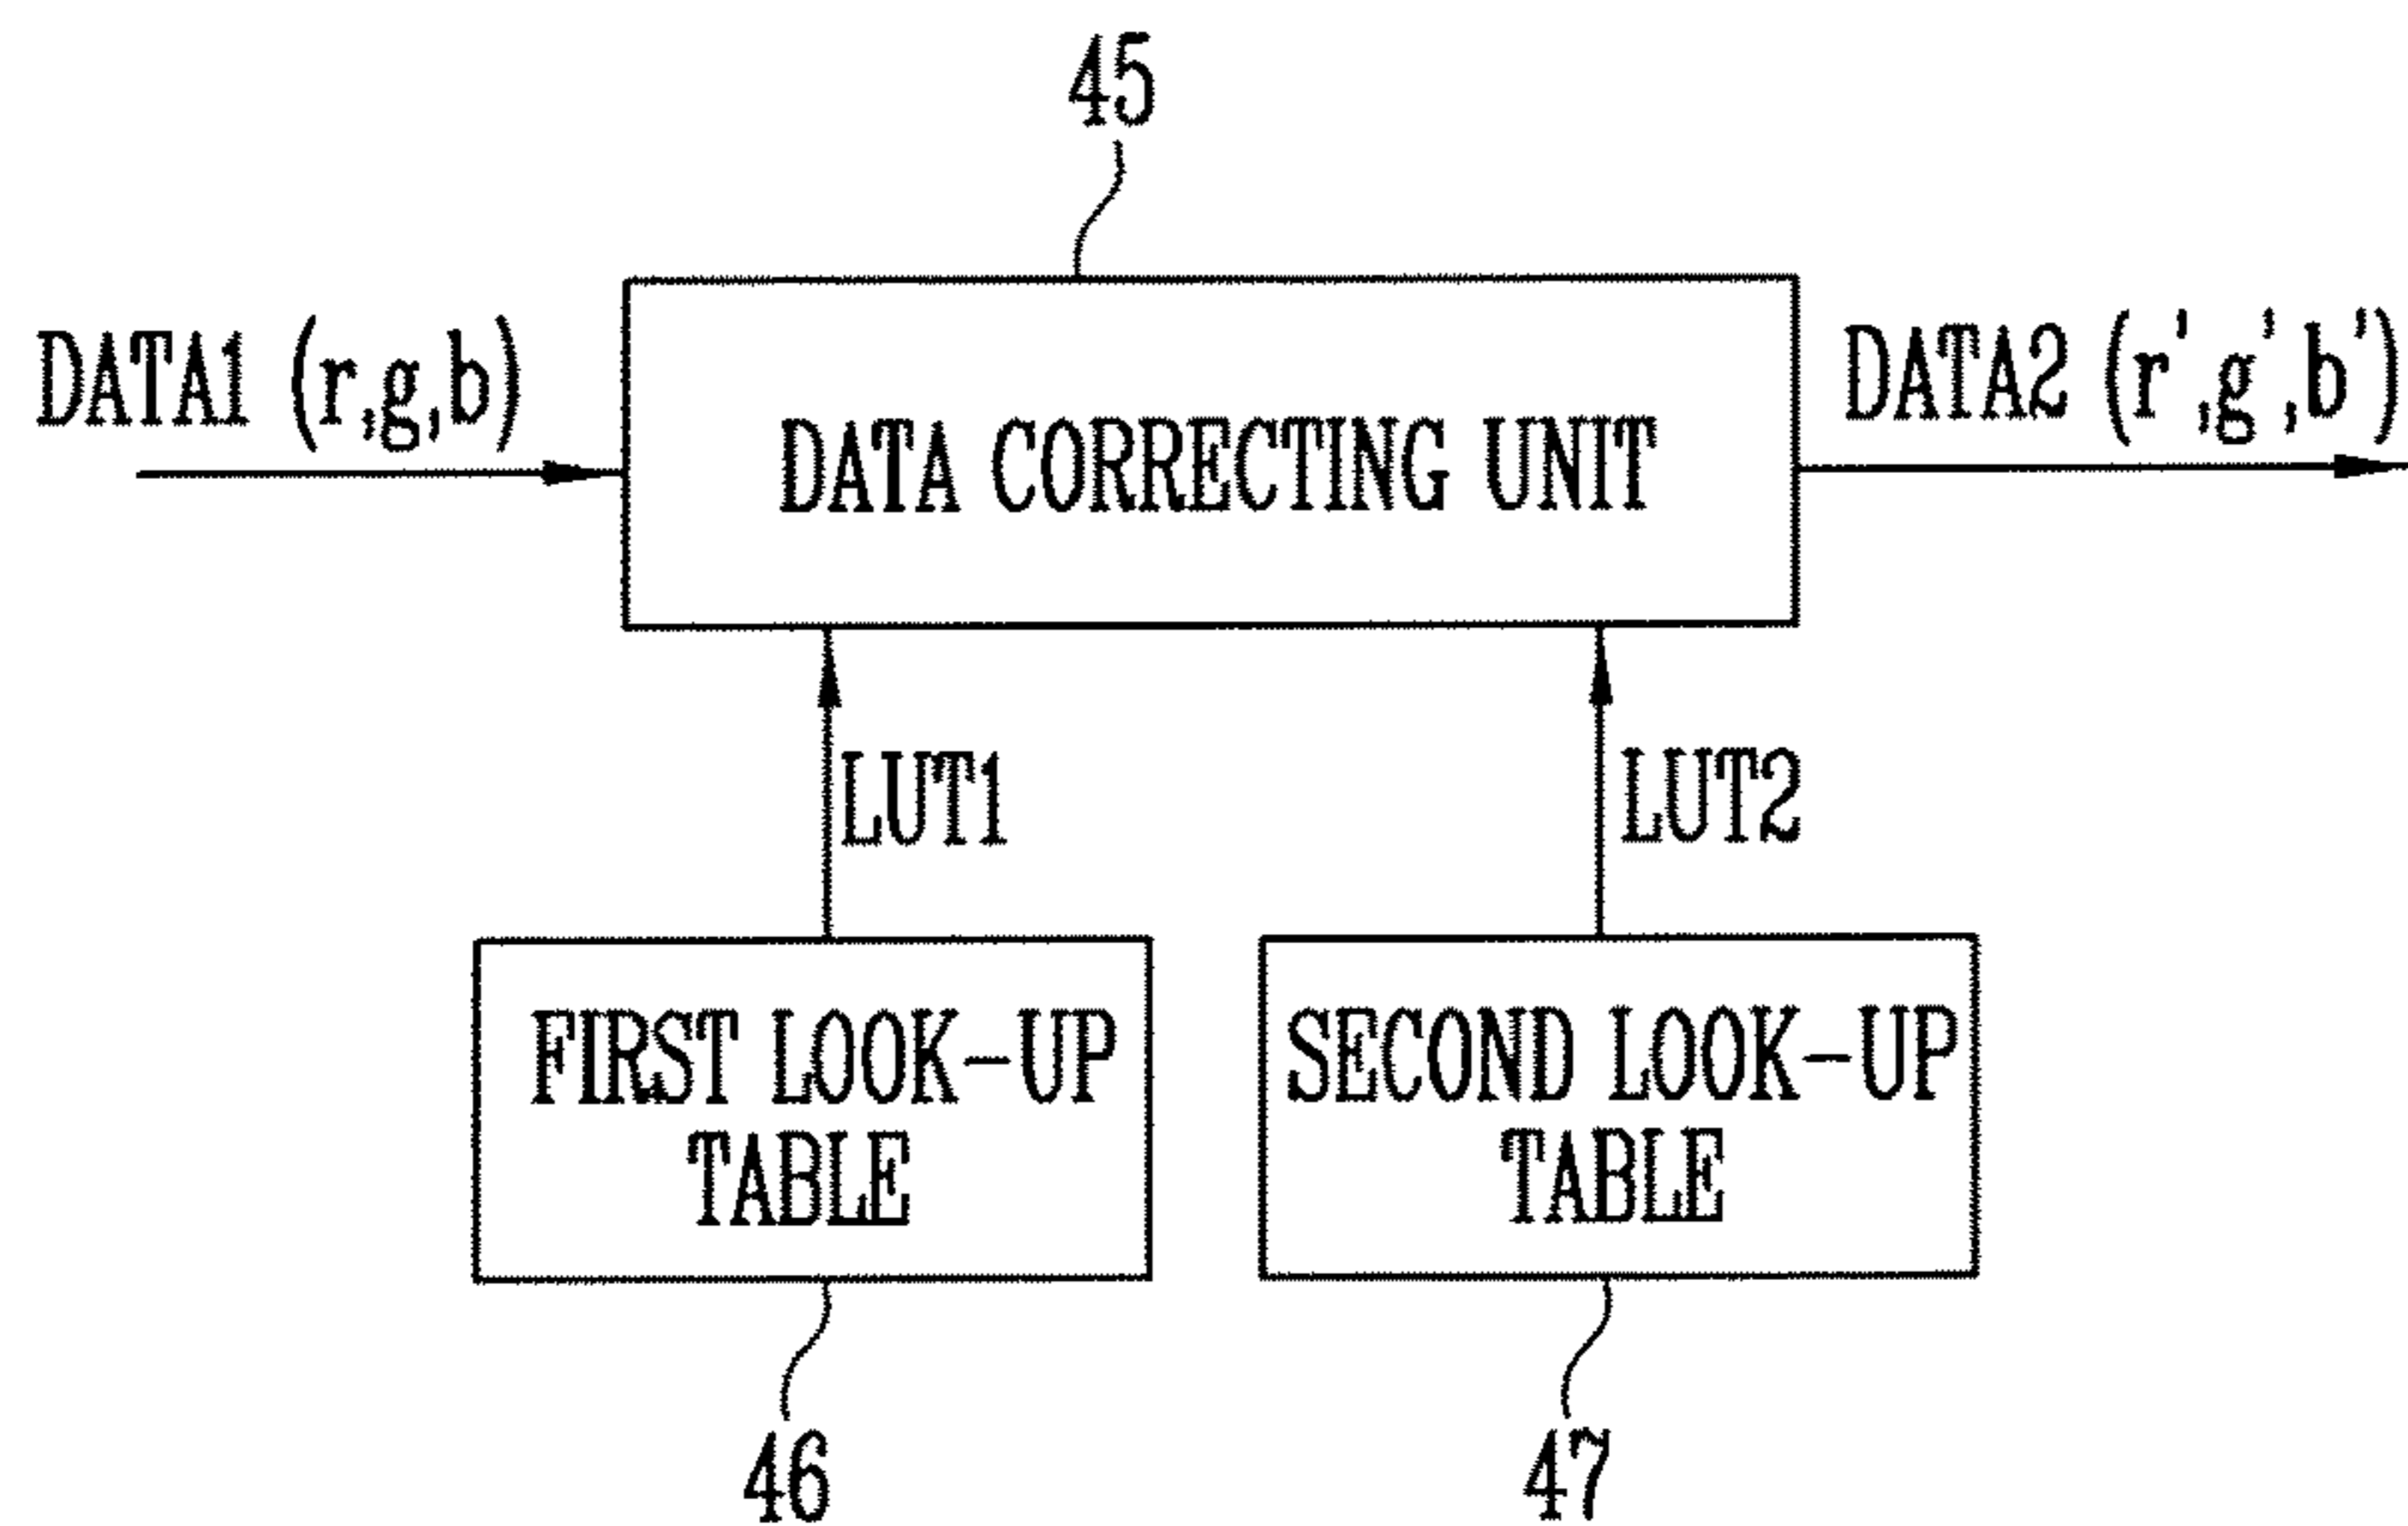 45
DATA1 (r,g,b)
DATA CORRECTING UNIT
DATA2 (r',g',b')
LUT1
LUT2
FIRST LOOK-UP
TABLE
SECOND LOOK-UP
TABLE
46
47